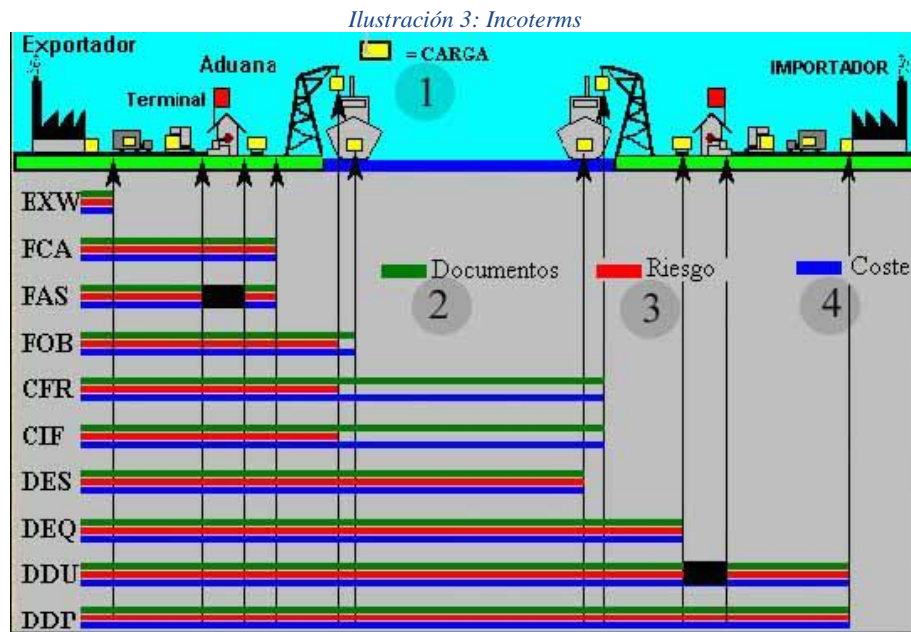 Ilustración 3: Incoterms
Exportador
= CARGA
Aduana
IMPORTADOR
Terminal
1
EXW
FCA
Documentos
Riesgo
Coste
FAS
2
3
4
FOB
CFR
CIF
DES
DEQ
DDU
DDP